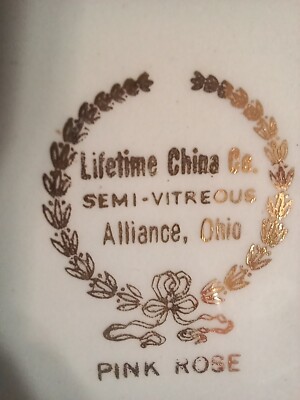 Lifetime China Co.
SEMI-VITREOUS
Alliance, Ohio
PINK ROSE